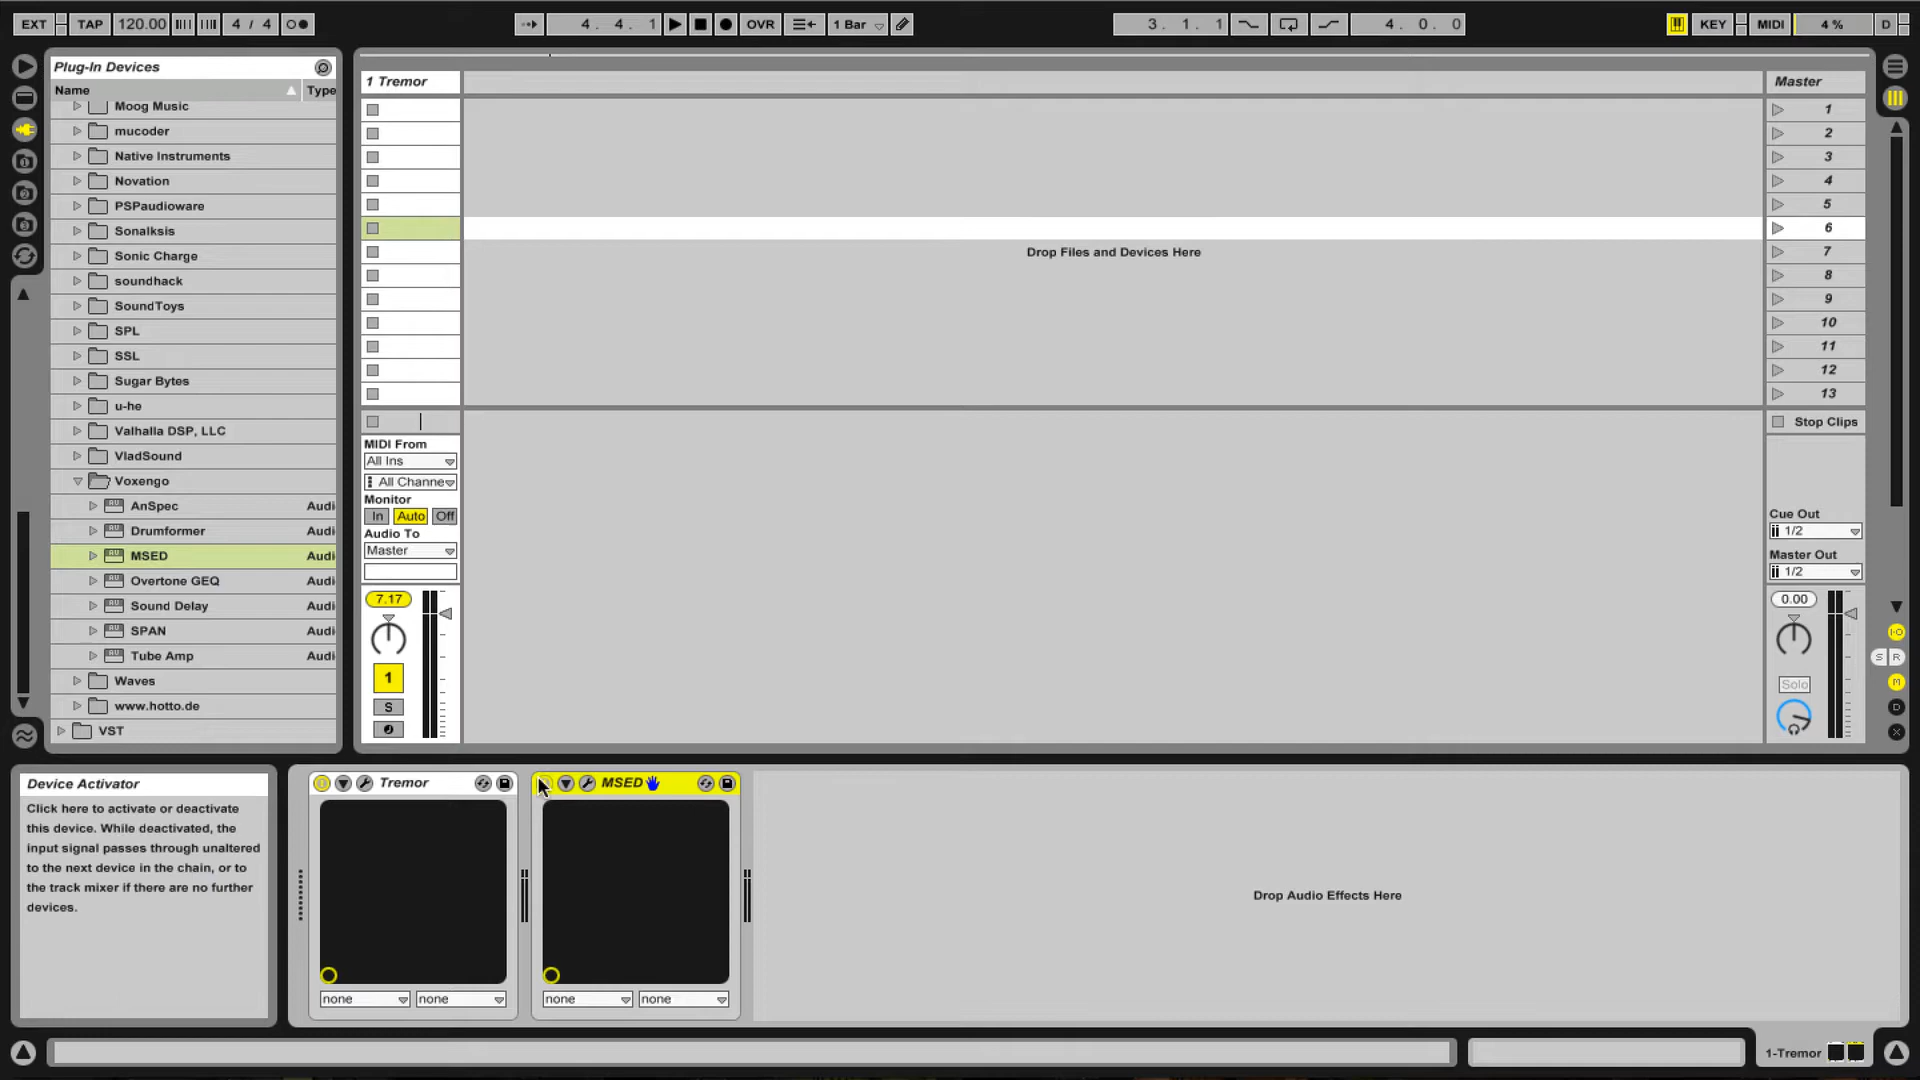 EXT TAP 120.00 4 / 4 4. 4. 1 OVR 1 Bar 3. 1. 1 4. 0. 0 KEY MIDI 4 % D
Plug-In Devices
Name Type
Moog Music
mucoder
Native Instruments
Novation
PSPaudioware
Sonalksis
Sonic Charge
soundhack
SoundToys
SPL
SSL
Sugar Bytes
u-he
Valhalla DSP, LLC
VladSound
Voxengo
AnSpec Audi
Drumformer Audi
MSED Audi
Overtone GEQ Audi
Sound Delay Audi
SPAN Audi
Tube Amp Audi
Waves
www.hotto.de
VST
1 Tremor
Drop Files and Devices Here
MIDI From
All Ins
All Channe
Monitor
In Auto Off
Audio To
Master
7.17
1
S
Master
1
2
3
4
5
6
7
8
9
10
11
12
13
Stop Clips
Cue Out
1/2
Master Out
1/2
0.00
Solo
I-O
S R
M
D
X
Device Activator
Click here to activate or deactivate
this device. While deactivated, the
input signal passes through unaltered
to the next device in the chain, or to
the track mixer if there are no further
devices.
Tremor
none none
MSED
none none
Drop Audio Effects Here
1-Tremor